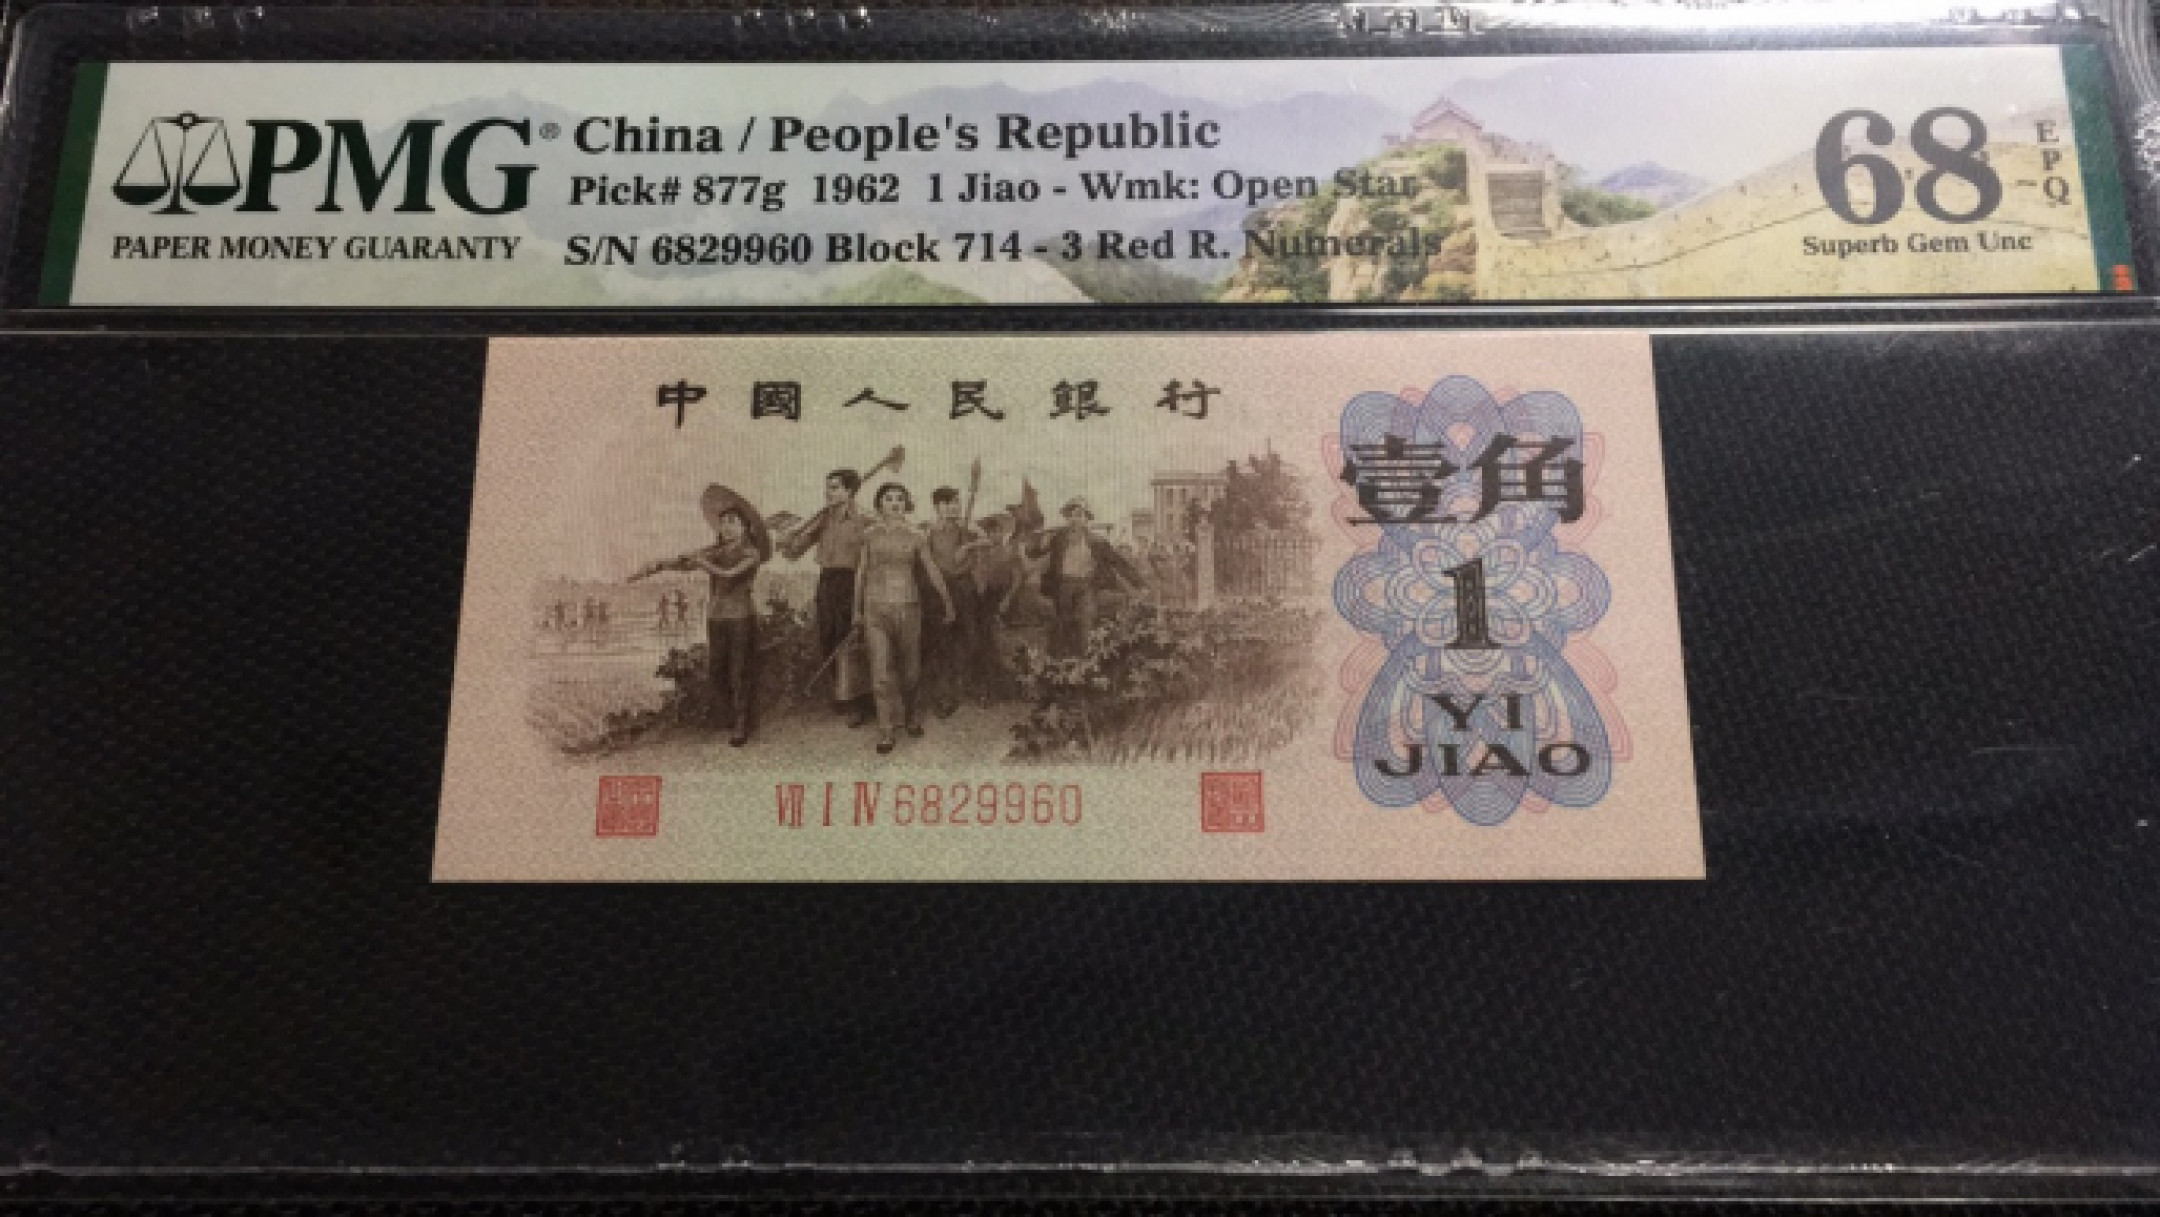 PMG®
PAPER MONEY GUARANTY
China / People's Republic
Pick# 877g 1962 1 Jiao - Wmk: Open Star
S/N 6829960 Block 714 - 3 Red R. Numerals
68 EPQ
Superb Gem Unc
中國人民銀行
壹角
1
YI
JIAO
VII I IV 6829960